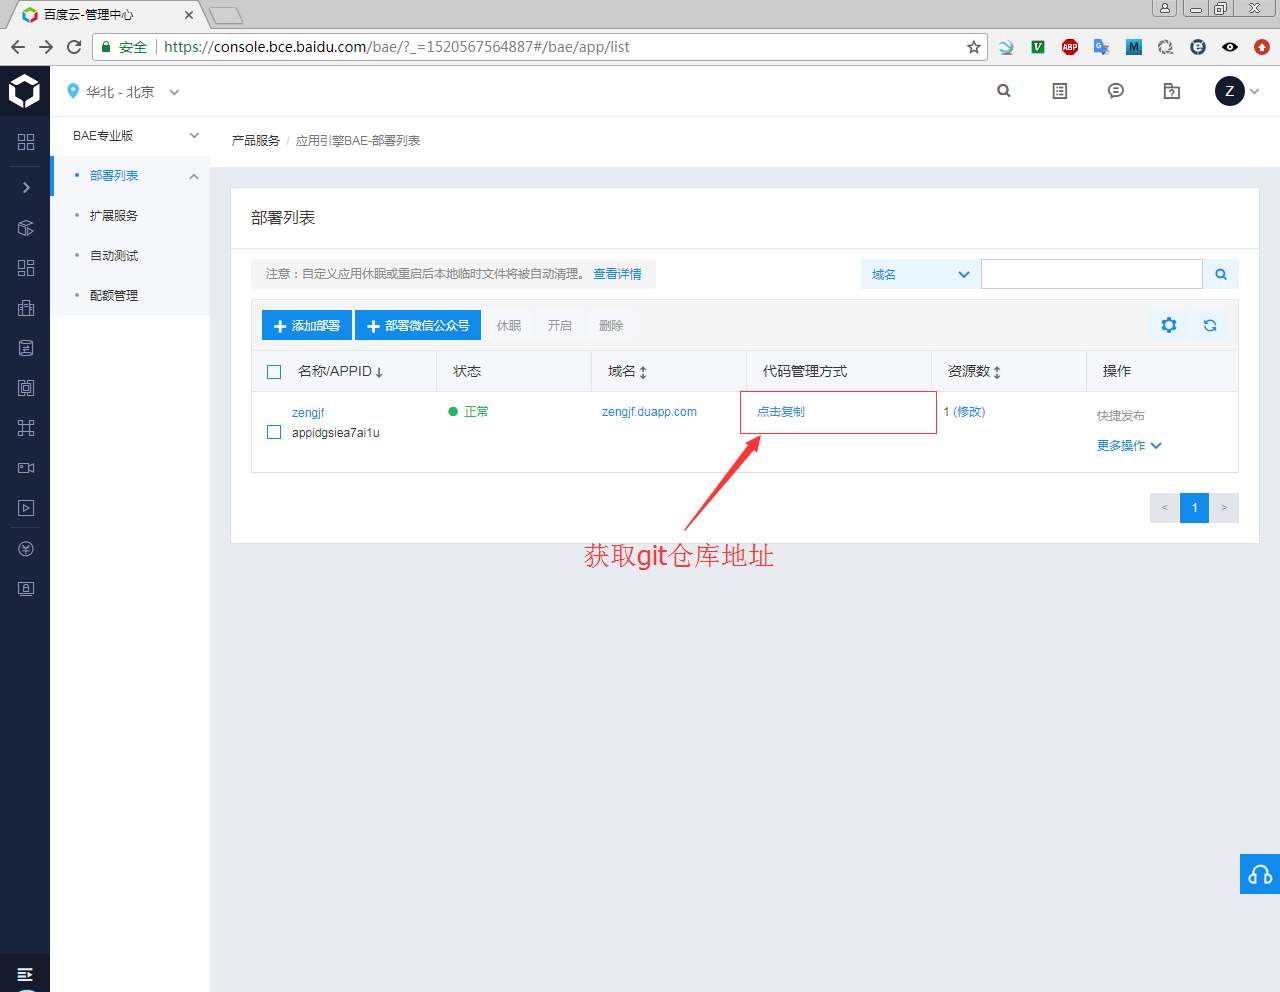 百度云-管理中心
安全 https://console.bce.baidu.com/bae/?_=1520567564887#/bae/app/list
华北 - 北京
Z
BAE专业版
部署列表
扩展服务
自动测试
配额管理
产品服务 / 应用引擎BAE-部署列表
部署列表
注意：自定义应用休眠或重启后本地临时文件将被自动清理。 查看详情
域名
添加部署 部署微信公众号 休眠 开启 删除
名称/APPID 状态 域名 代码管理方式 资源数 操作
zengjf 正常 zengjf.duapp.com 点击复制 1 (修改) 快捷发布
appidgsiea7ai1u
更多操作
< 1 >
获取git仓库地址